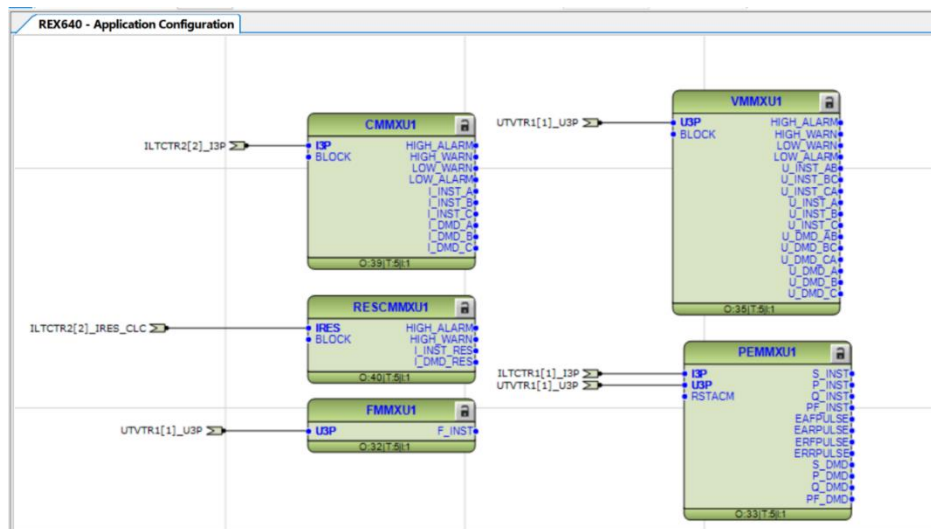 REX640 - Application Configuration
CMMXU1
ILTCTR2[2]_I3P
I3P
BLOCK
HIGH_ALARM
HIGH_WARN
LOW_WARN
LOW_ALARM
I_INST_A
I_INST_B
I_INST_C
I_DMD_A
I_DMD_B
I_DMD_C
O:39|T:5|I:1
RESCMMXU1
ILTCTR2[2]_IRES_CLC
IRES
BLOCK
HIGH_ALARM
HIGH_WARN
I_INST_RES
I_DMD_RES
O:40|T:5|I:1
FMMXU1
UTVTR1[1]_U3P
U3P
F_INST
O:32|T:5|I:1
VMMXU1
UTVTR1[1]_U3P
U3P
BLOCK
HIGH_ALARM
HIGH_WARN
LOW_WARN
LOW_ALARM
U_INST_AB
U_INST_BC
U_INST_CA
U_INST_A
U_INST_B
U_INST_C
U_DMD_AB
U_DMD_BC
U_DMD_CA
U_DMD_A
U_DMD_B
U_DMD_C
O:35|T:5|I:1
PEMMXU1
ILTCTR1[1]_I3P
UTVTR1[1]_U3P
I3P
U3P
RSTACM
S_INST
P_INST
Q_INST
PF_INST
EAFPULSE
EARPULSE
ERFPULSE
ERRPULSE
S_DMD
P_DMD
Q_DMD
PF_DMD
O:33|T:5|I:1